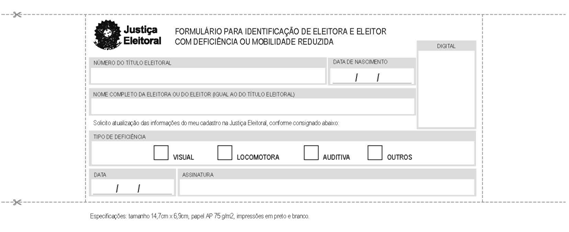 Justiça
Eleitoral
FORMULÁRIO PARA IDENTIFICAÇÃO DE ELEITORA E ELEITOR
COM DEFICIÊNCIA OU MOBILIDADE REDUZIDA
DIGITAL
NÚMERO DO TÍTULO ELEITORAL
DATA DE NASCIMENTO
/ /
NOME COMPLETO DA ELEITORA OU DO ELEITOR (IGUAL AO DO TÍTULO ELEITORAL)
Solicito atualização das informações do meu cadastro na Justiça Eleitoral, conforme consignado abaixo;
TIPO DE DEFICIÊNCIA
VISUAL LOCOMOTORA AUDITIVA OUTROS
DATA
ASSINATURA
/ /
Especificações: tamanho 14,7cm x 6,9cm, papel AP 75 g/m2, impressões em preto e branco.